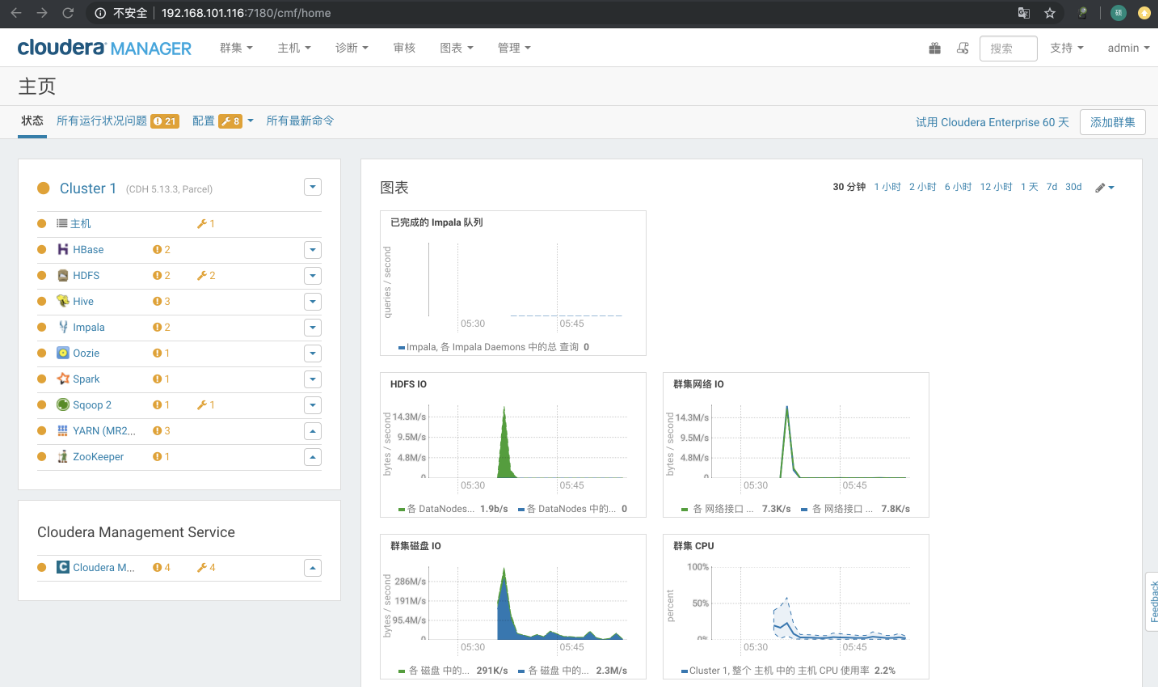 不安全 192.168.101.116:7180/cmf/home
cloudera MANAGER 群集 主机 诊断 审核 图表 管理 搜索 支持 admin
主页
状态 所有运行状况问题 21 配置 8 所有最新命令 试用 Cloudera Enterprise 60 天 添加群集
Cluster 1 (CDH 5.13.3, Parcel)
主机 1
HBase 2
HDFS 2 2
Hive 3
Impala 2
Oozie 1
Spark 1
Sqoop 2 1 1
YARN (MR2... 3
ZooKeeper 1
Cloudera Management Service
Cloudera M... 4 4
图表 30 分钟 1 小时 2 小时 6 小时 12 小时 1 天 7d 30d
已完成的 Impala 队列
queries / second
05:30 05:45
Impala, 各 Impala Daemons 中的总 查询 0
HDFS IO
bytes / second
14.3M/s
9.5M/s
4.8M/s
0
05:30 05:45
各 DataNodes... 1.9b/s 各 DataNodes 中的... 0
群集网络 IO
bytes / second
14.3M/s
9.5M/s
4.8M/s
0
05:30 05:45
各 网络接口 ... 7.3K/s 各 网络接口 ... 7.8K/s
群集磁盘 IO
bytes / second
286M/s
191M/s
95.4M/s
0
05:30 05:45
各 磁盘 中的... 291K/s 各 磁盘 中的... 2.3M/s
群集 CPU
percent
100%
50%
0%
05:30 05:45
Cluster 1, 整个 主机 中的 主机 CPU 使用率 2.2%
Feedback